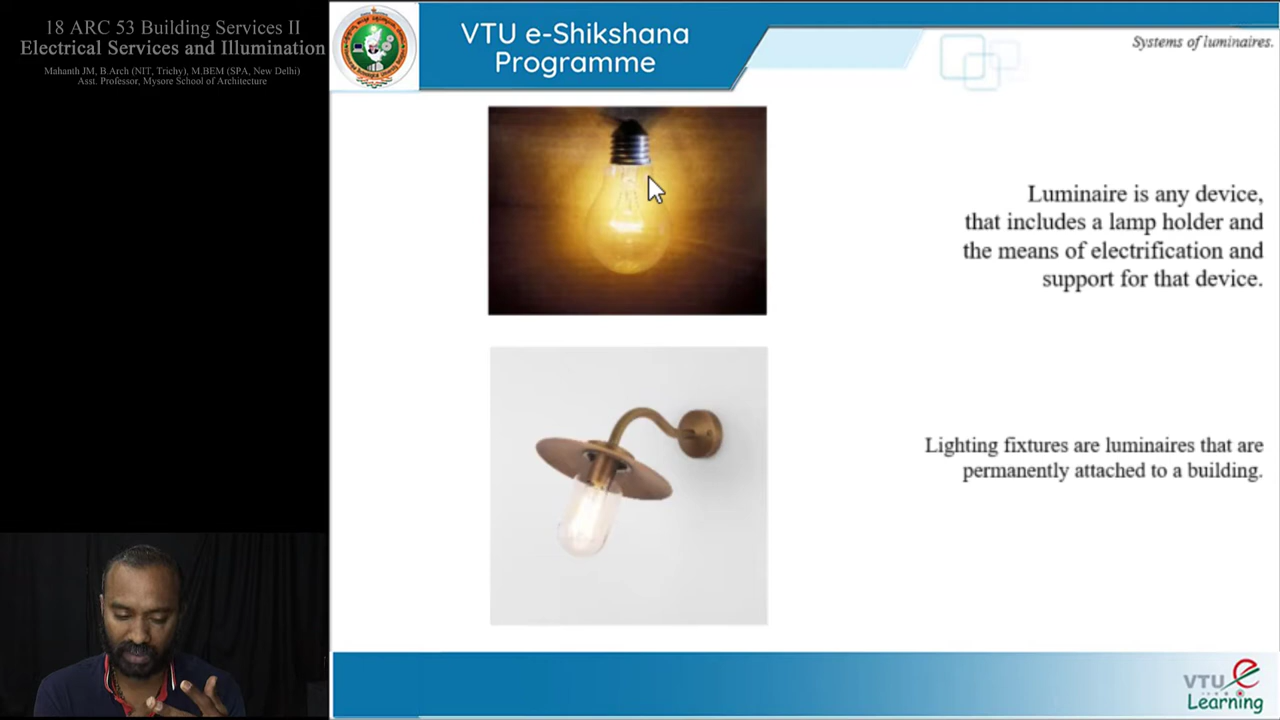 18 ARC 53 Building Services II
Electrical Services and Illumination
Mahanth JM, B.Arch (NIT, Trichy), M.BEM (SPA, New Delhi)
Asst. Professor, Mysore School of Architecture
VTU e-Shikshana
Programme
Systems of luminaires.
Luminaire is any device,
that includes a lamp holder and
the means of electrification and
support for that device.
Lighting fixtures are luminaires that are
permanently attached to a building.
VTU e
Learning